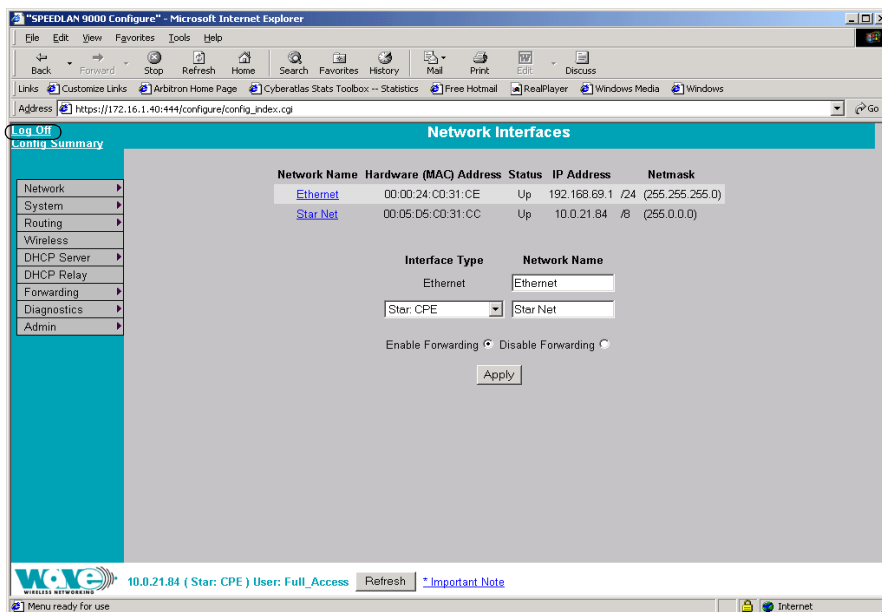 "SPEEDLAN 9000 Configure" - Microsoft Internet Explorer
File Edit View Favorites Tools Help
Back Forward Stop Refresh Home Search Favorites History Mail Print Edit Discuss
Links Customize Links Arbitron Home Page Cyberatlas Stats Toolbox -- Statistics Free Hotmail RealPlayer Windows Media Windows
Address https://172.16.1.40:444/configure/config_index.cgi Go
Log Off
Config Summary
Network Interfaces
Network Name Hardware (MAC) Address Status IP Address Netmask
Ethernet 00:00:24:C0:31:CE Up 192.168.69.1 /24 (255.255.255.0)
Star Net 00:05:D5:C0:31:CC Up 10.0.21.84 /8 (255.0.0.0)
Network
System
Routing
Wireless
DHCP Server
DHCP Relay
Forwarding
Diagnostics
Admin
Interface Type Network Name
Ethernet Ethernet
Star: CPE Star Net
Enable Forwarding Disable Forwarding
Apply
WAVE
WIRELESS NETWORKING
10.0.21.84 ( Star: CPE ) User: Full_Access Refresh * Important Note
Menu ready for use Internet